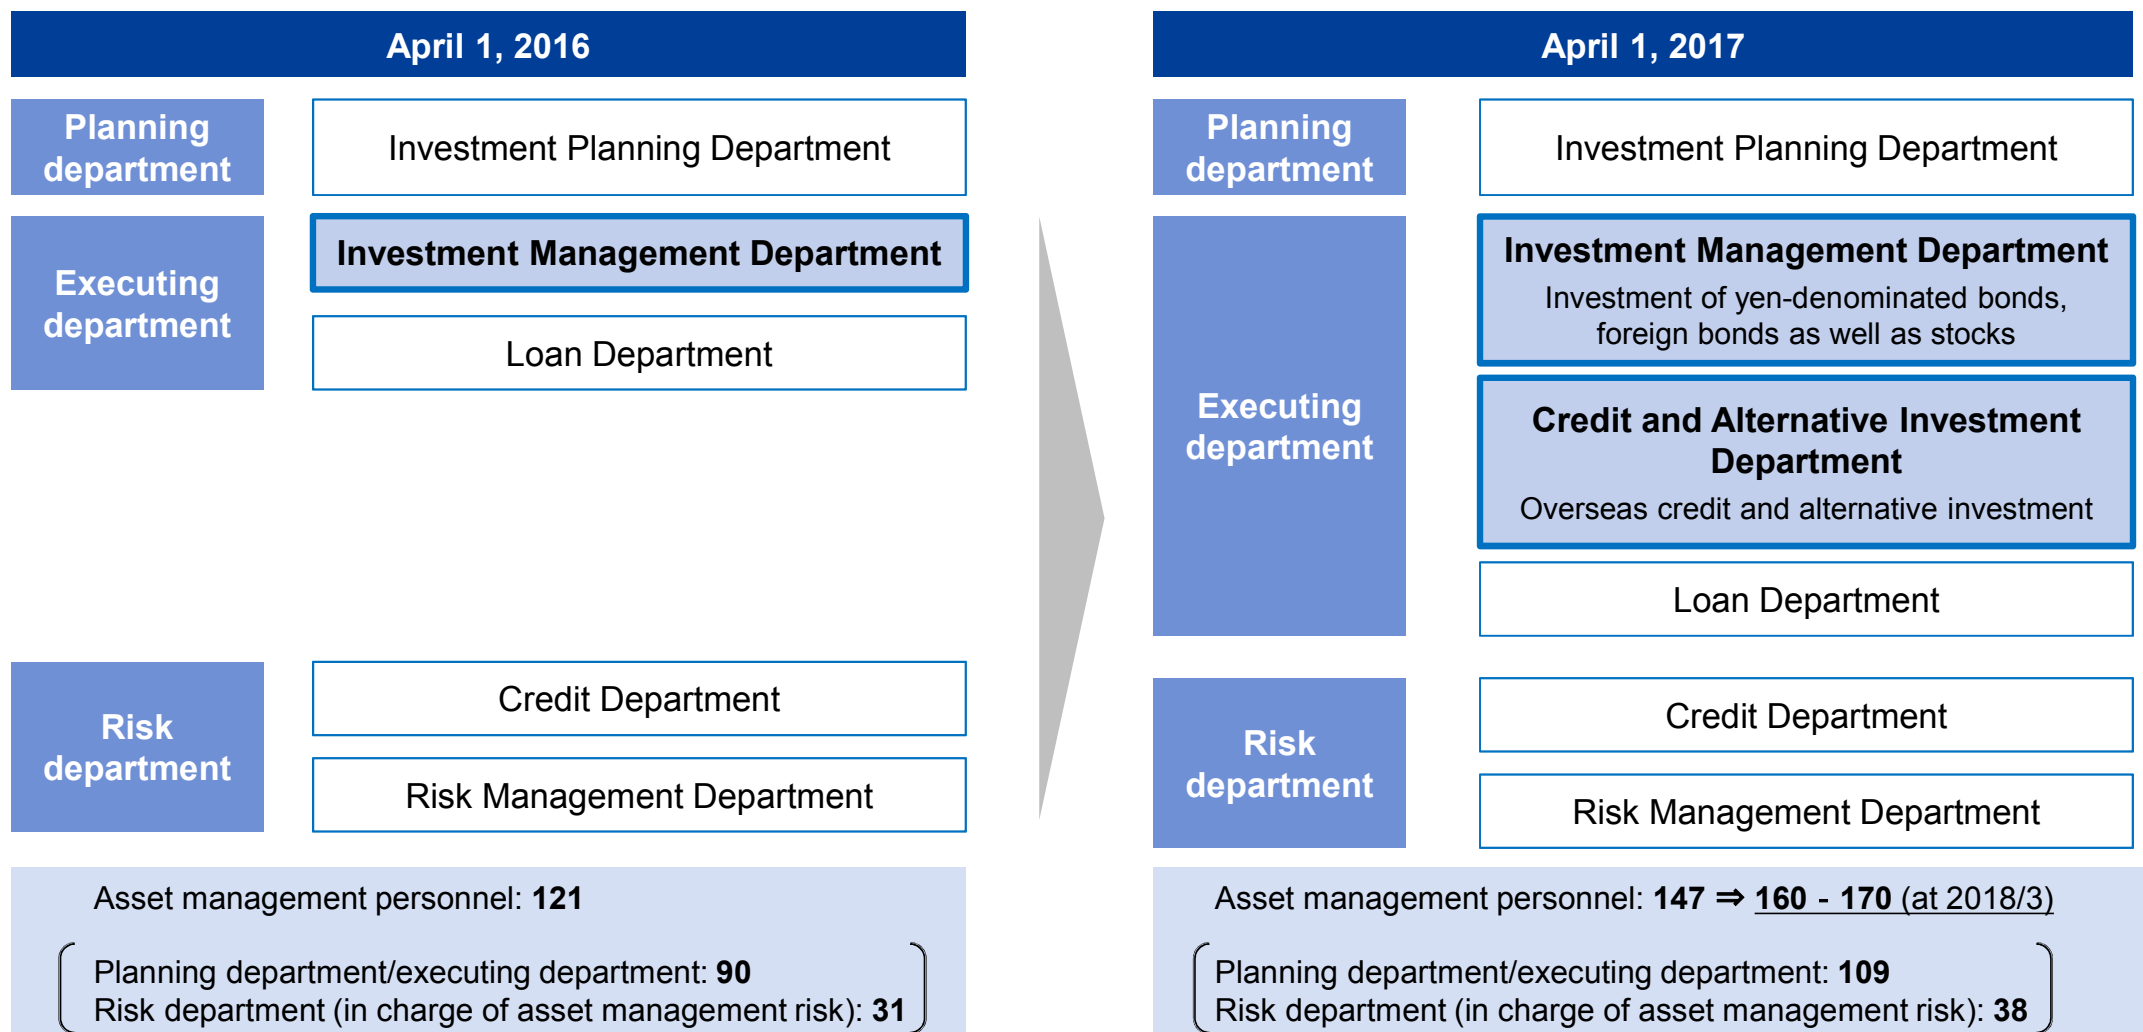 April 1, 2016
Planning
department
Investment Planning Department
Executing
department
Investment Management Department
Loan Department
Risk
department
Credit Department
Risk Management Department
Asset management personnel: 121
Planning department/executing department: 90
Risk department (in charge of asset management risk): 31
April 1, 2017
Planning
department
Investment Planning Department
Executing
department
Investment Management Department
Investment of yen-denominated bonds,
foreign bonds as well as stocks
Credit and Alternative Investment
Department
Overseas credit and alternative investment
Loan Department
Risk
department
Credit Department
Risk Management Department
Asset management personnel: 147 ⇒ 160 - 170 (at 2018/3)
Planning department/executing department: 109
Risk department (in charge of asset management risk): 38